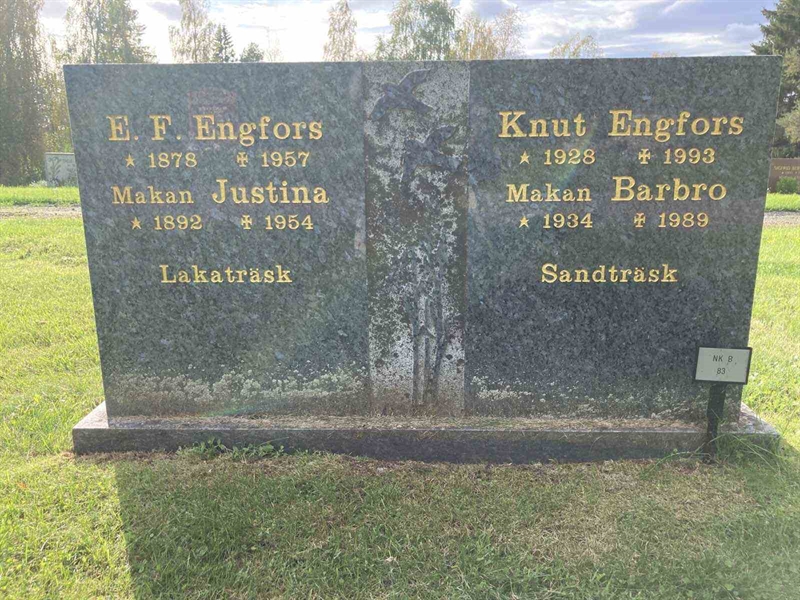 E. F. Engfors
★ 1878 ✠ 1957
Makan Justina
★ 1892 ✠ 1954
Lakaträsk
Knut Engfors
★ 1928 ✠ 1993
Makan Barbro
★ 1934 ✠ 1989
Sandträsk
NK B
83